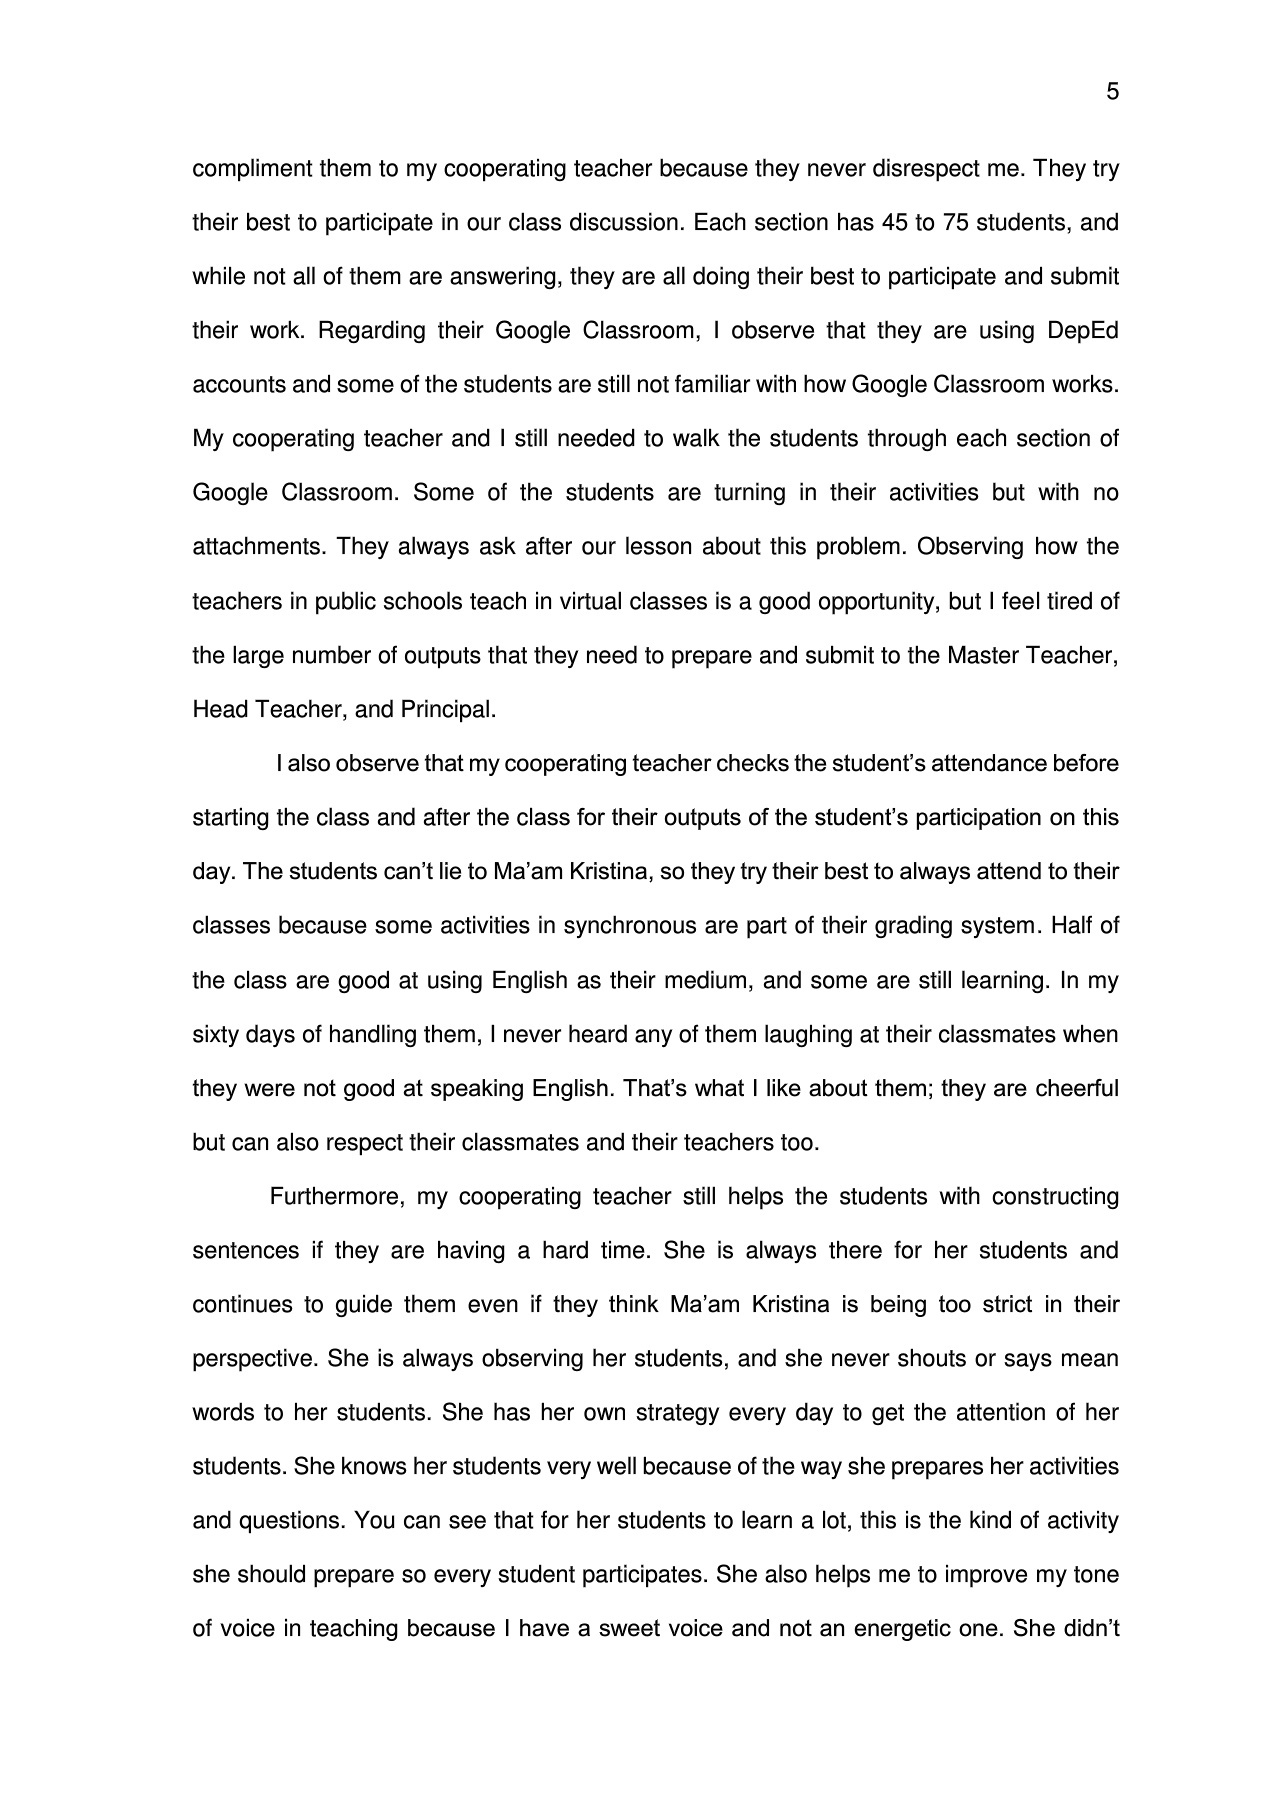 5
compliment them to my cooperating teacher because they never disrespect me. They try
their best to participate in our class discussion. Each section has 45 to 75 students, and
while not all of them are answering, they are all doing their best to participate and submit
their work. Regarding their Google Classroom, I observe that they are using DepEd
accounts and some of the students are still not familiar with how Google Classroom works.
My cooperating teacher and I still needed to walk the students through each section of
Google Classroom. Some of the students are turning in their activities but with no
attachments. They always ask after our lesson about this problem. Observing how the
teachers in public schools teach in virtual classes is a good opportunity, but I feel tired of
the large number of outputs that they need to prepare and submit to the Master Teacher,
Head Teacher, and Principal.
I also observe that my cooperating teacher checks the student’s attendance before
starting the class and after the class for their outputs of the student’s participation on this
day. The students can’t lie to Ma’am Kristina, so they try their best to always attend to their
classes because some activities in synchronous are part of their grading system. Half of
the class are good at using English as their medium, and some are still learning. In my
sixty days of handling them, I never heard any of them laughing at their classmates when
they were not good at speaking English. That’s what I like about them; they are cheerful
but can also respect their classmates and their teachers too.
Furthermore, my cooperating teacher still helps the students with constructing
sentences if they are having a hard time. She is always there for her students and
continues to guide them even if they think Ma’am Kristina is being too strict in their
perspective. She is always observing her students, and she never shouts or says mean
words to her students. She has her own strategy every day to get the attention of her
students. She knows her students very well because of the way she prepares her activities
and questions. You can see that for her students to learn a lot, this is the kind of activity
she should prepare so every student participates. She also helps me to improve my tone
of voice in teaching because I have a sweet voice and not an energetic one. She didn’t